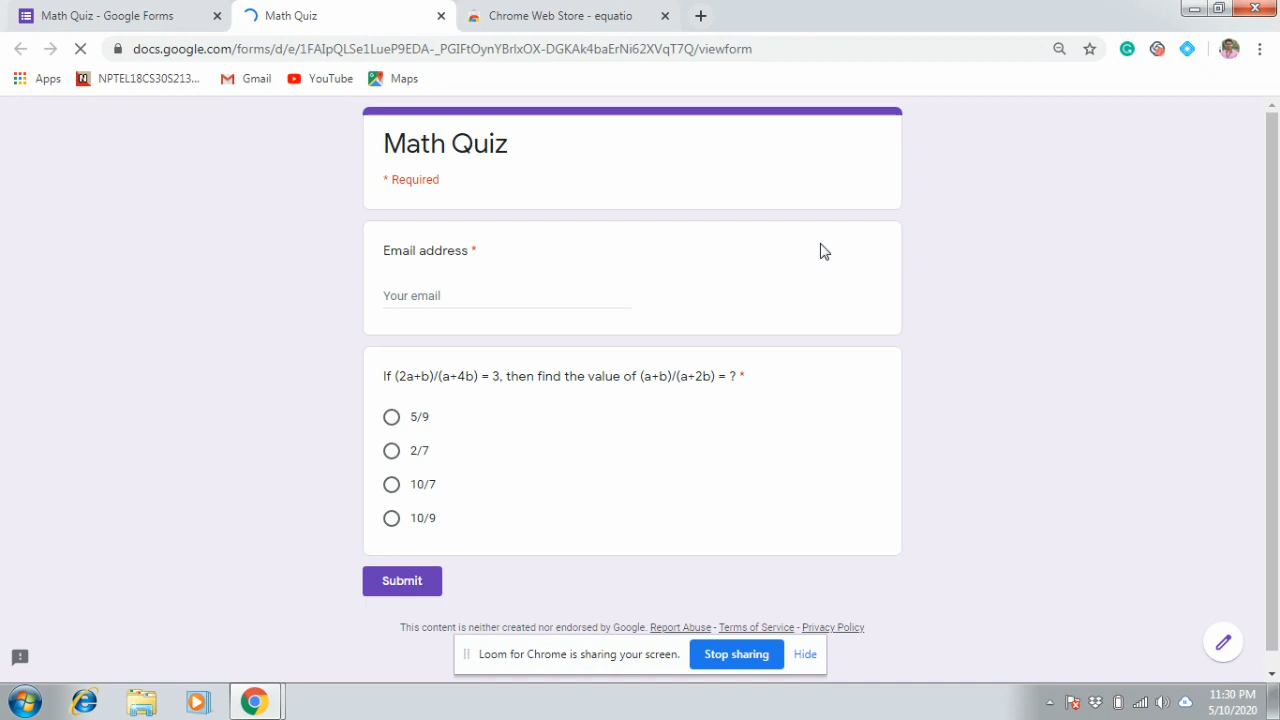 Math Quiz - Google Forms
Math Quiz
Chrome Web Store - equatio
docs.google.com/forms/d/e/1FAIpQLSe1LueP9EDA-_PGIFtOynYBrlxOX-DGKAk4baErNi62XVqT7Q/viewform
Apps
NPTEL18CS30S213...
Gmail
YouTube
Maps
Math Quiz
* Required
Email address *
Your email
If (2a+b)/(a+4b) = 3, then find the value of (a+b)/(a+2b) = ? *
5/9
2/7
10/7
10/9
Submit
This content is neither created nor endorsed by Google. Report Abuse - Terms of Service - Privacy Policy
Loom for Chrome is sharing your screen.
Stop sharing
Hide
11:30 PM
5/10/2020